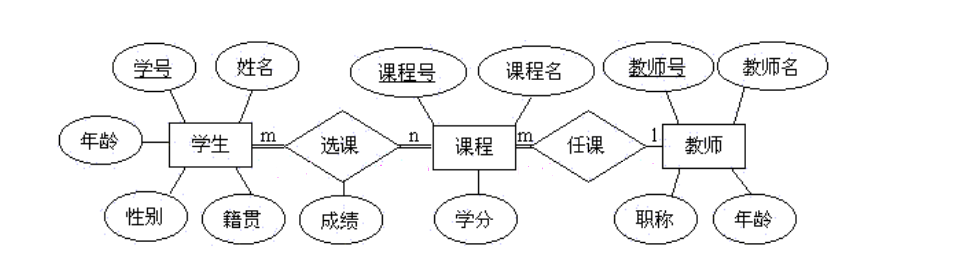 学号 姓名 课程号 课程名 教师号 教师名
年龄 学生 m 选课 n 课程 m 任课 1 教师
性别 籍贯 成绩 学分 职称 年龄